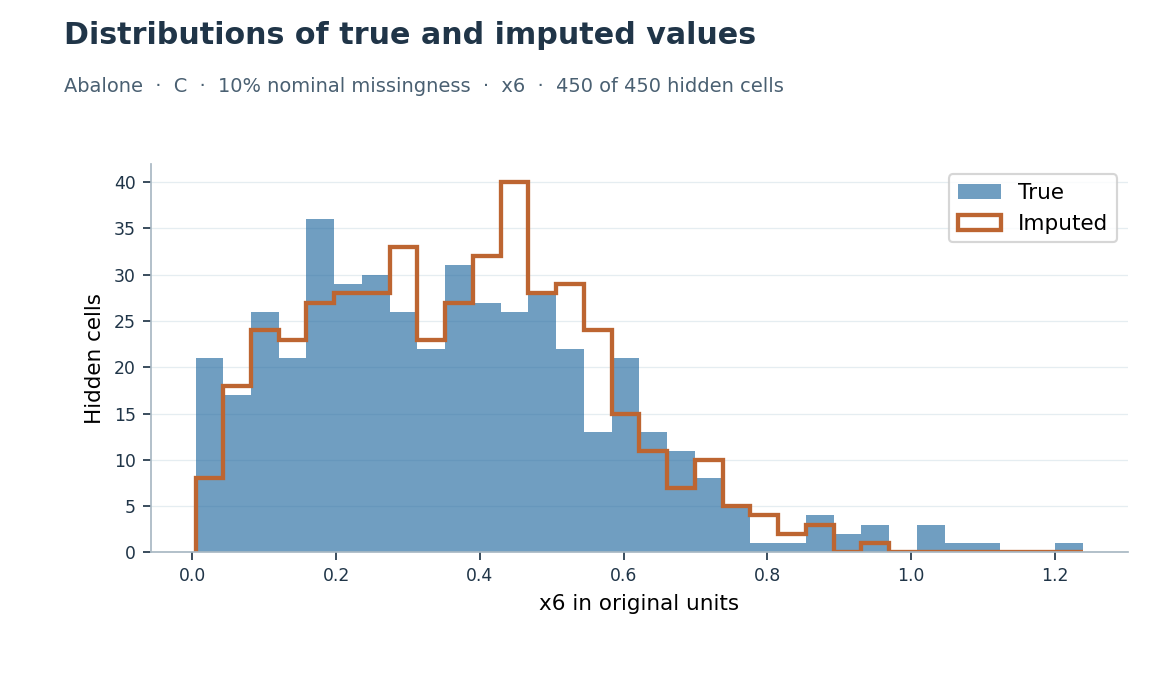 Distributions of true and imputed values
Abalone · C · 10% nominal missingness · x6 · 450 of 450 hidden cells
True
Imputed
Hidden cells
40
35
30
25
20
15
10
5
0
0.0 0.2 0.4 0.6 0.8 1.0 1.2
x6 in original units